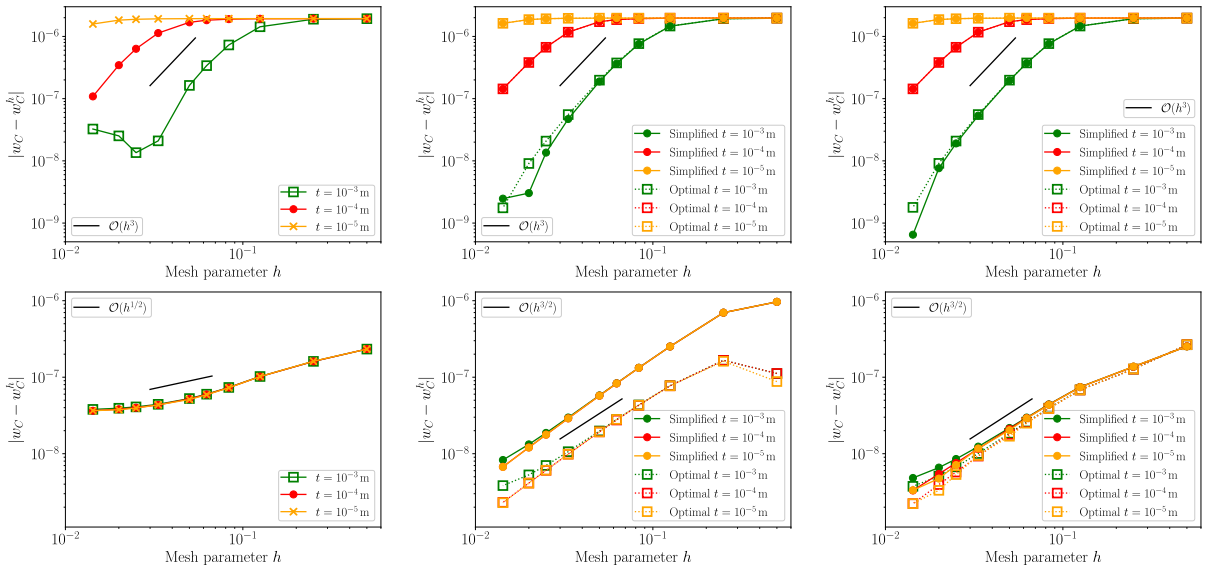 10^{-6}
10^{-7}
10^{-8}
10^{-9}
|w_C − w_C^h|
O(h^3)
t = 10^{-3} m
t = 10^{-4} m
t = 10^{-5} m
10^{-2}
10^{-1}
Mesh parameter h
10^{-6}
10^{-7}
10^{-8}
10^{-9}
|w_C − w_C^h|
O(h^3)
Simplified t = 10^{-3} m
Simplified t = 10^{-4} m
Simplified t = 10^{-5} m
Optimal t = 10^{-3} m
Optimal t = 10^{-4} m
Optimal t = 10^{-5} m
10^{-2}
10^{-1}
Mesh parameter h
10^{-6}
10^{-7}
10^{-8}
10^{-9}
|w_C − w_C^h|
O(h^3)
Simplified t = 10^{-3} m
Simplified t = 10^{-4} m
Simplified t = 10^{-5} m
Optimal t = 10^{-3} m
Optimal t = 10^{-4} m
Optimal t = 10^{-5} m
10^{-2}
10^{-1}
Mesh parameter h
10^{-6}
10^{-7}
10^{-8}
|w_C − w_C^h|
O(h^{1/2})
t = 10^{-3} m
t = 10^{-4} m
t = 10^{-5} m
10^{-2}
10^{-1}
Mesh parameter h
10^{-6}
10^{-7}
10^{-8}
|w_C − w_C^h|
O(h^{3/2})
Simplified t = 10^{-3} m
Simplified t = 10^{-4} m
Simplified t = 10^{-5} m
Optimal t = 10^{-3} m
Optimal t = 10^{-4} m
Optimal t = 10^{-5} m
10^{-2}
10^{-1}
Mesh parameter h
10^{-6}
10^{-7}
10^{-8}
|w_C − w_C^h|
O(h^{3/2})
Simplified t = 10^{-3} m
Simplified t = 10^{-4} m
Simplified t = 10^{-5} m
Optimal t = 10^{-3} m
Optimal t = 10^{-4} m
Optimal t = 10^{-5} m
10^{-2}
10^{-1}
Mesh parameter h